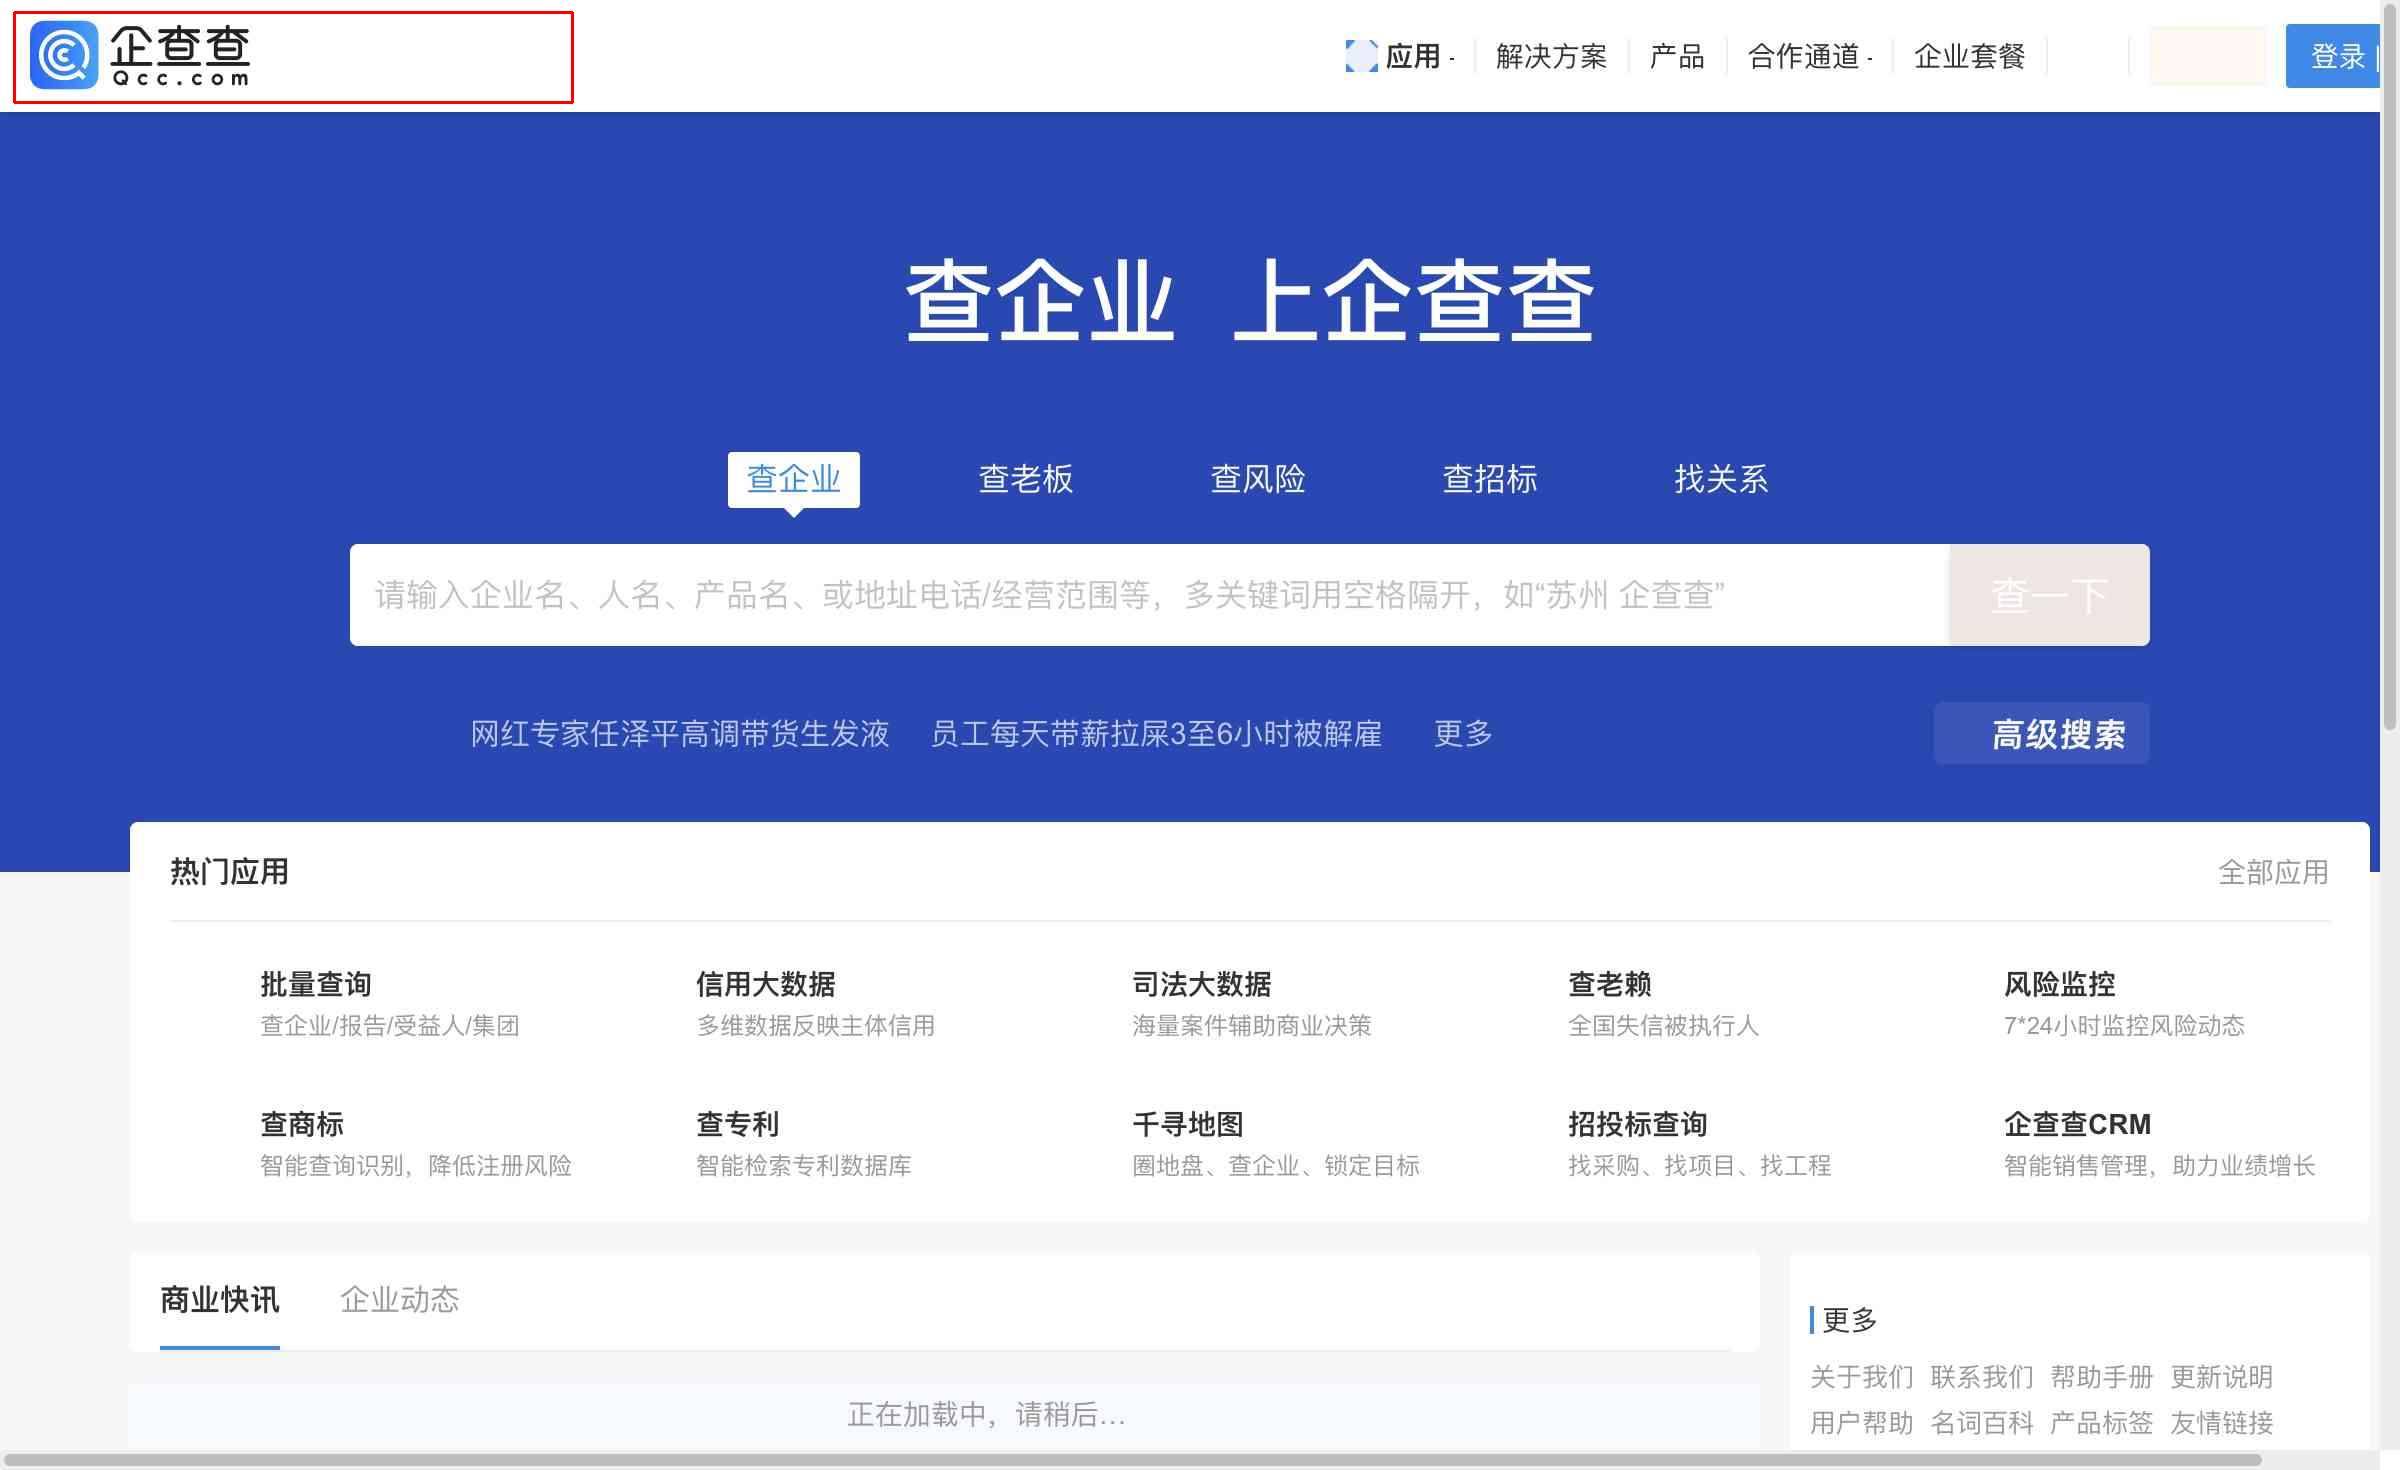 企查查
Qcc.com
应用 解决方案 产品 合作通道 企业套餐 登录
查企业 上企查查
查企业 查老板 查风险 查招标 找关系
请输入企业名、人名、产品名、或地址电话/经营范围等，多关键词用空格隔开，如“苏州 企查查” 查一下
网红专家任泽平高调带货生发液 员工每天带薪拉屎3至6小时被解雇 更多 高级搜索
热门应用 全部应用
批量查询 信用大数据 司法大数据 查老赖 风险监控
查企业/报告/受益人/集团 多维数据反映主体信用 海量案件辅助商业决策 全国失信被执行人 7*24小时监控风险动态
查商标 查专利 千寻地图 招投标查询 企查查CRM
智能查询识别，降低注册风险 智能检索专利数据库 圈地盘、查企业、锁定目标 找采购、找项目、找工程 智能销售管理，助力业绩增长
商业快讯 企业动态
正在加载中，请稍后...
更多
关于我们 联系我们 帮助手册 更新说明
用户帮助 名词百科 产品标签 友情链接